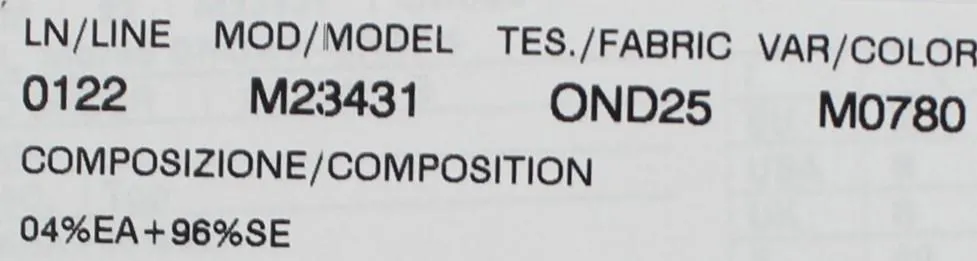 LN/LINE MOD/MODEL TES./FABRIC VAR/COLOR
0122 M23431 OND25 M0780
COMPOSIZIONE/COMPOSITION
04%EA+96%SE